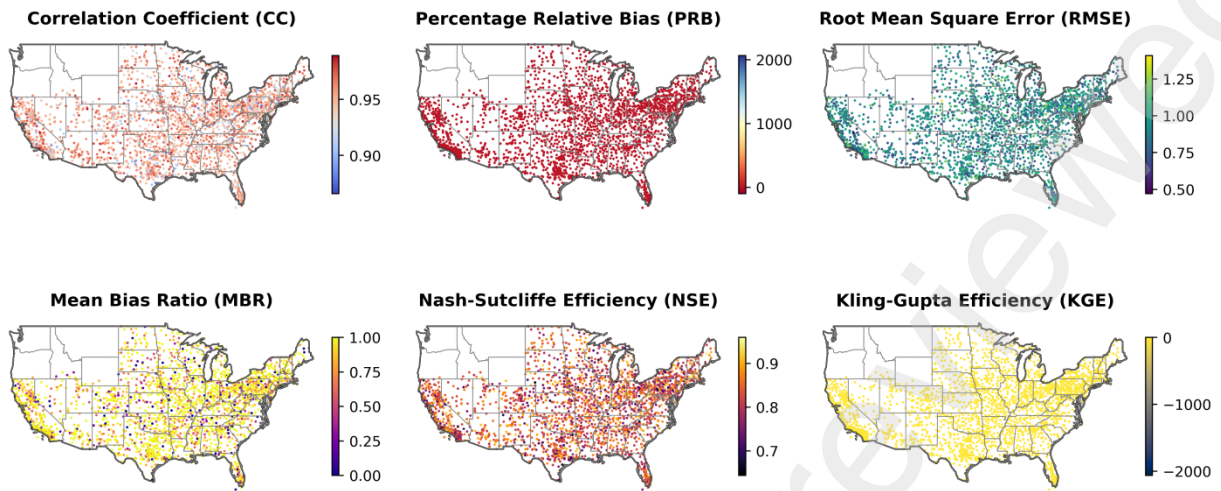 Correlation Coefficient (CC)
0.95
0.90
Percentage Relative Bias (PRB)
2000
1000
0
Root Mean Square Error (RMSE)
1.25
1.00
0.75
0.50
Mean Bias Ratio (MBR)
1.00
0.75
0.50
0.25
0.00
Nash-Sutcliffe Efficiency (NSE)
0.9
0.8
0.7
Kling-Gupta Efficiency (KGE)
0
−1000
−2000
reviewed